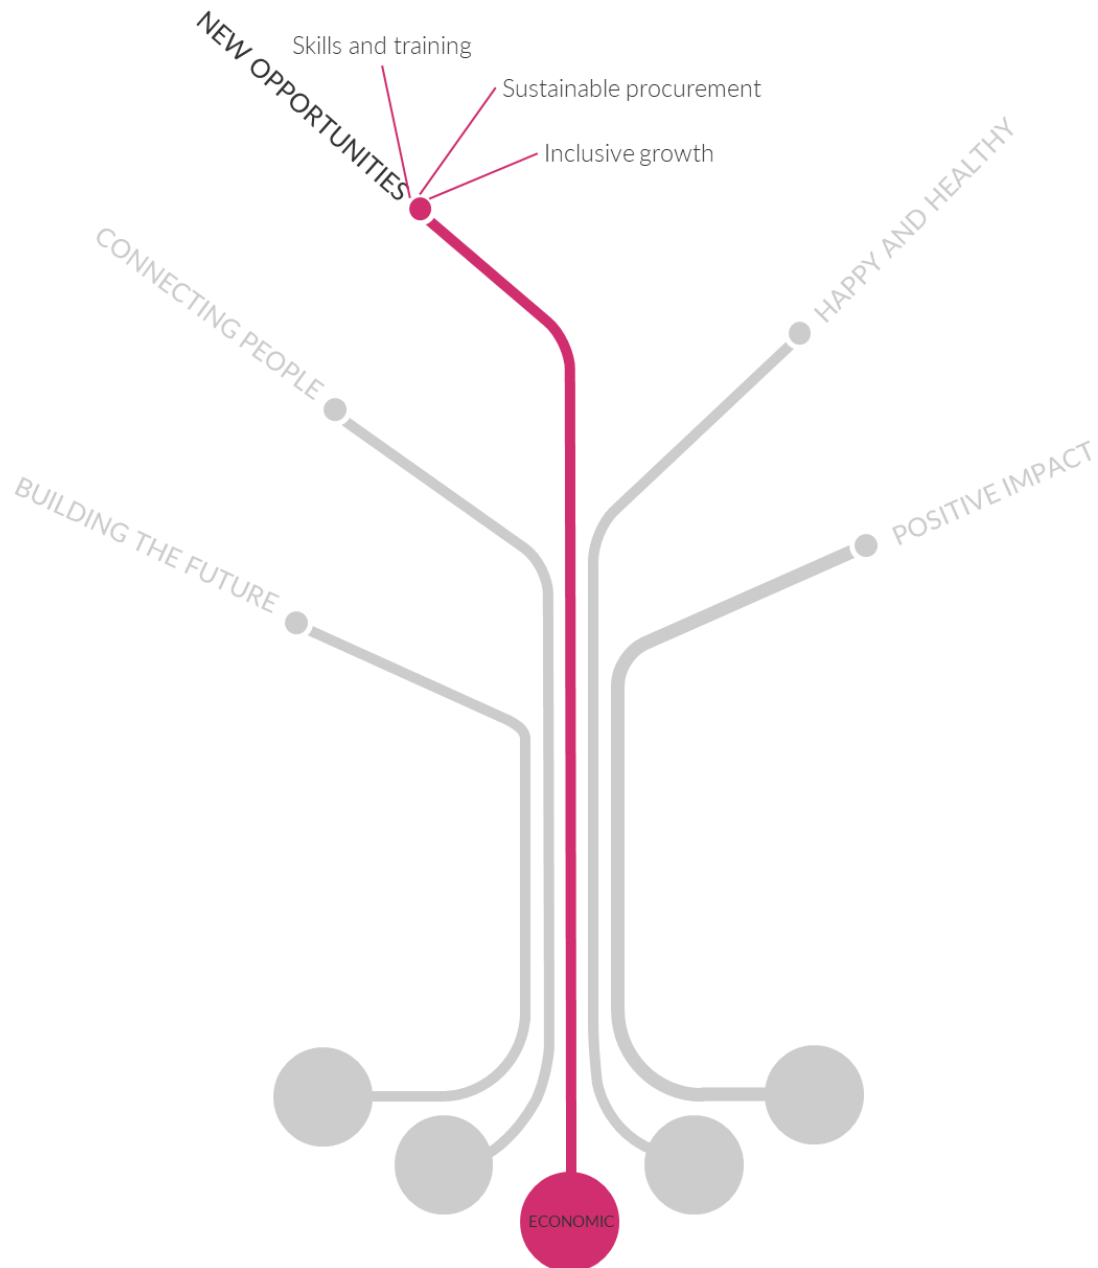 NEW OPPORTUNITIES
Skills and training
Sustainable procurement
Inclusive growth
HAPPY AND HEALTHY
CONNECTING PEOPLE
POSITIVE IMPACT
BUILDING THE FUTURE
ECONOMIC